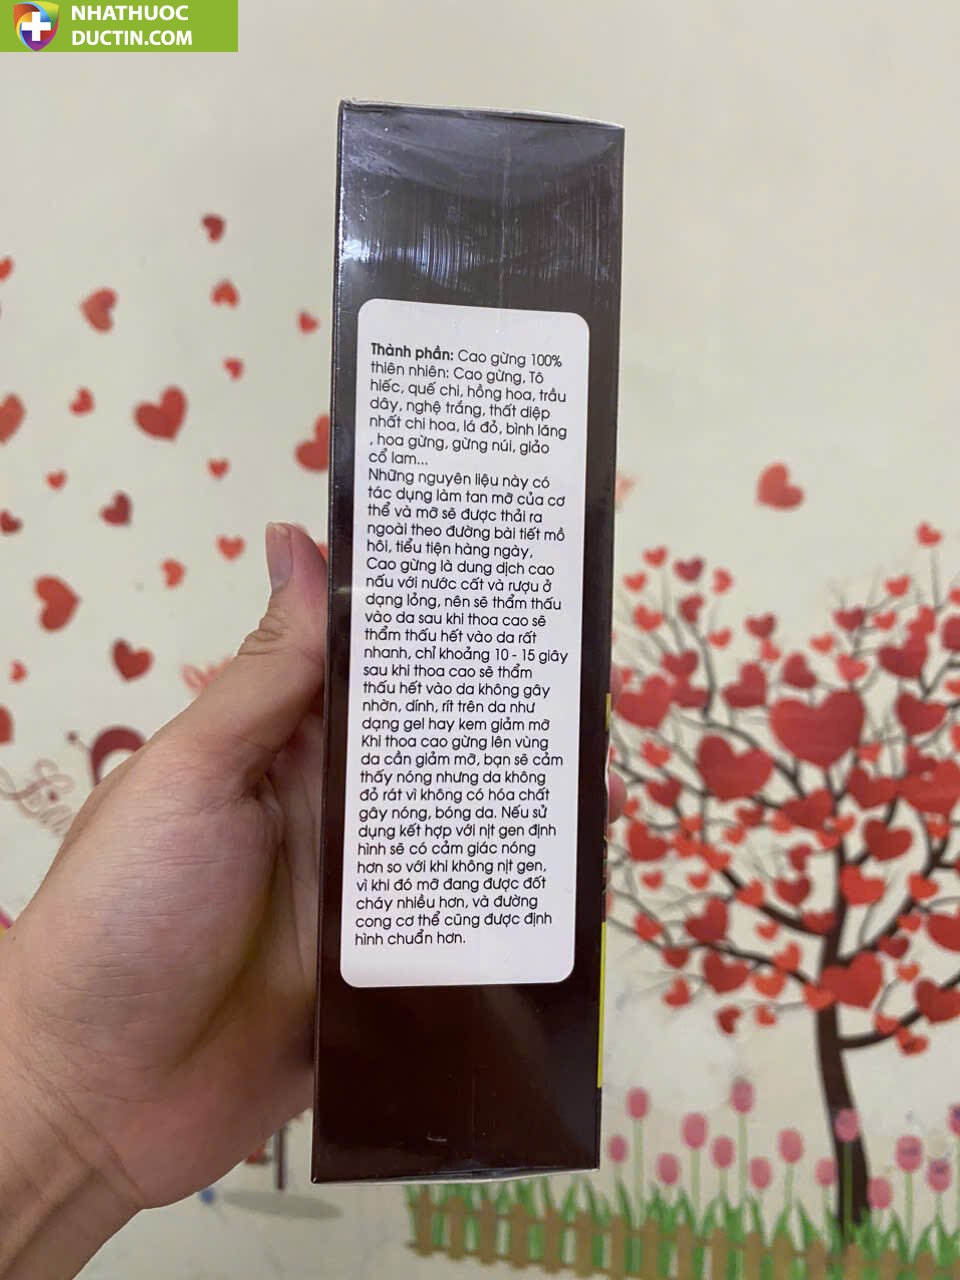 NHATHUOC
DUCTIN.COM
Thành phần: Cao gừng 100%
thiên nhiên: Cao gừng, Tô
hiếc, quế chi, hồng hoa, trầu
dây, nghệ trắng, thất diệp
nhất chi hoa, lá đỏ, bình lăng
, hoa gừng, gừng núi, giảo
cổ lam...
Những nguyên liệu này có
tác dụng làm tan mỡ của cơ
thể và mỡ sẽ được thải ra
ngoài theo đường bài tiết mồ
hôi, tiểu tiện hàng ngày,
Cao gừng là dung dịch cao
nấu với nước cất và rượu ở
dạng lỏng, nên sẽ thẩm thấu
vào da sau khi thoa cao sẽ
thẩm thấu hết vào da rất
nhanh, chỉ khoảng 10 - 15 giây
sau khi thoa cao sẽ thẩm
thấu hết vào da không gây
nhờn, dính, rít trên da như
dạng gel hay kem giảm mỡ
Khi thoa cao gừng lên vùng
da cần giảm mỡ, bạn sẽ cảm
thấy nóng nhưng da không
đỏ rát vì không có hóa chất
gây nóng, bóng da. Nếu sử
dụng kết hợp với nịt gen định
hình sẽ có cảm giác nóng
hơn so với khi không nịt gen,
vì khi đó mỡ đang được đốt
cháy nhiều hơn, và đường
cong cơ thể cũng được định
hình chuẩn hơn.